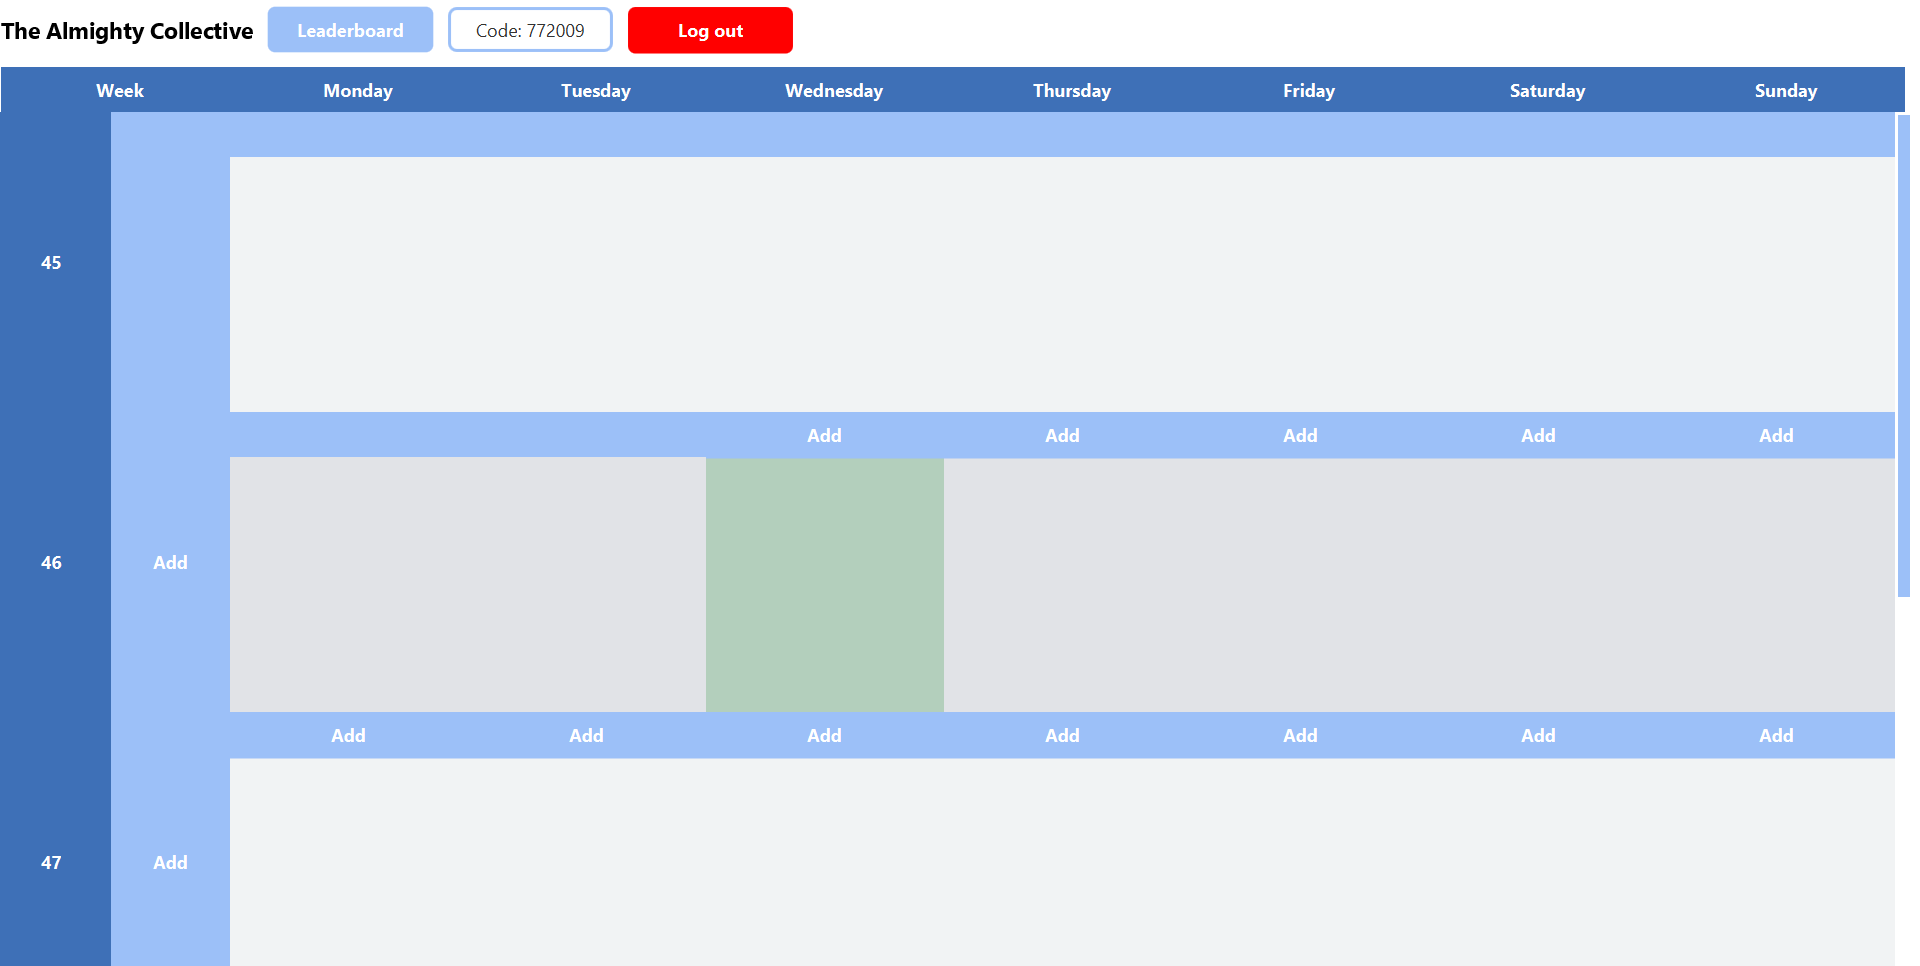 The Almighty Collective Leaderboard Code: 772009 Log out
Week Monday Tuesday Wednesday Thursday Friday Saturday Sunday
45
Add Add Add Add Add
46 Add
Add Add Add Add Add Add Add
47 Add